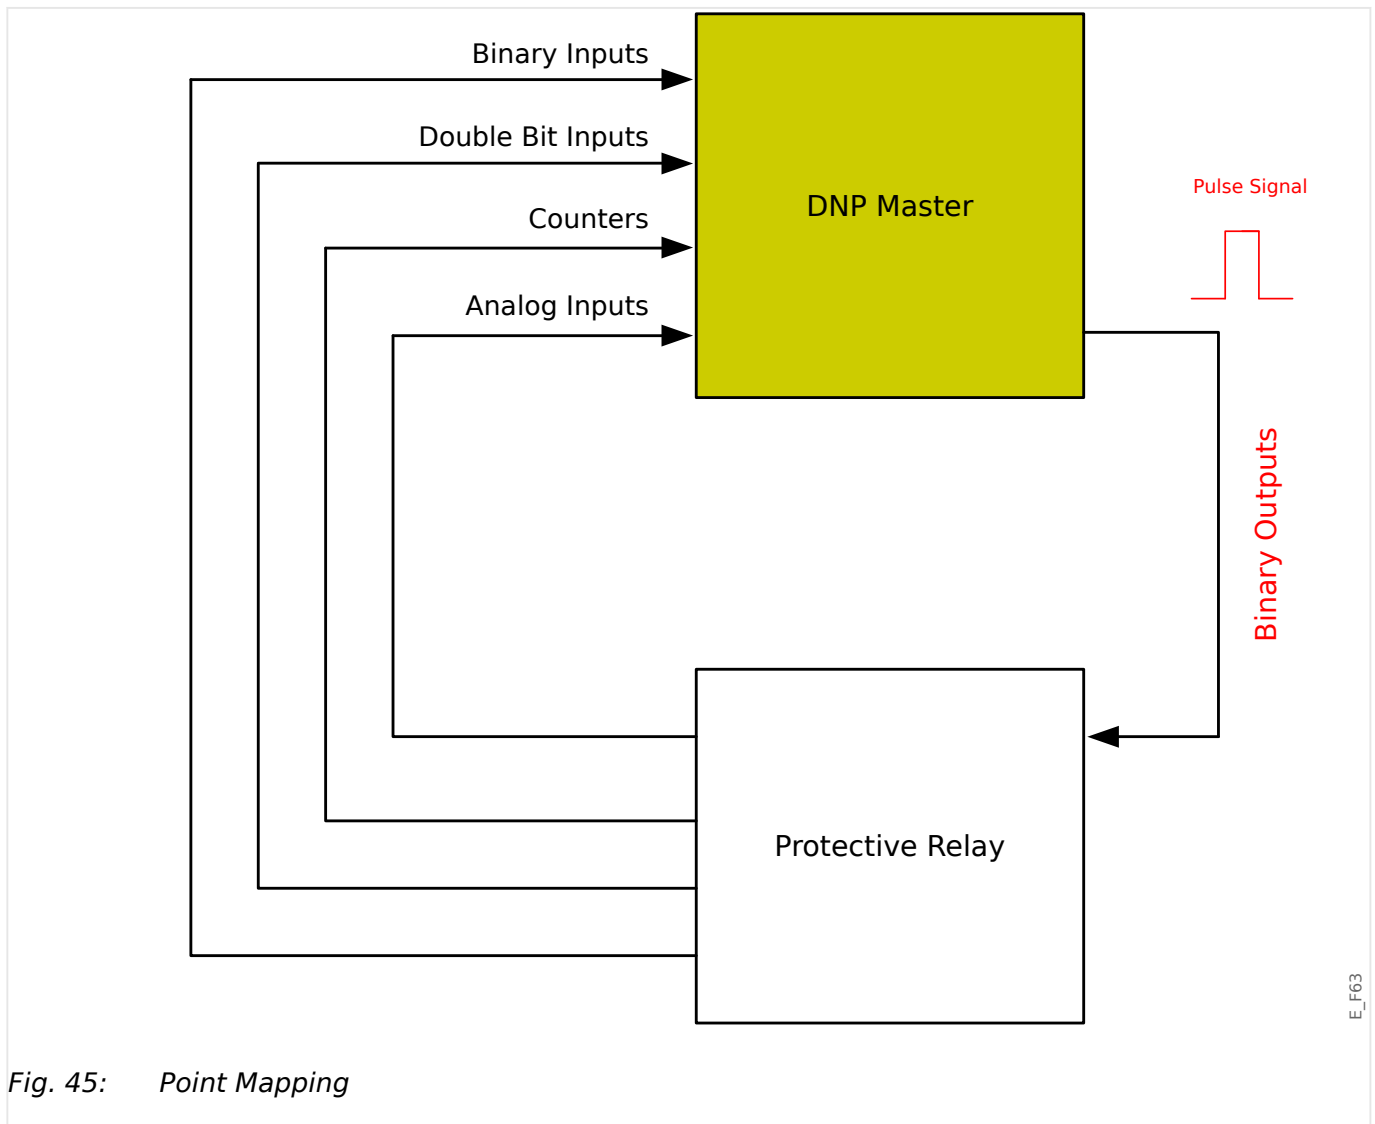 Binary Inputs
Double Bit Inputs
Counters
Analog Inputs
DNP Master
Pulse Signal
Binary Outputs
Protective Relay
E_F63
Fig. 45: Point Mapping